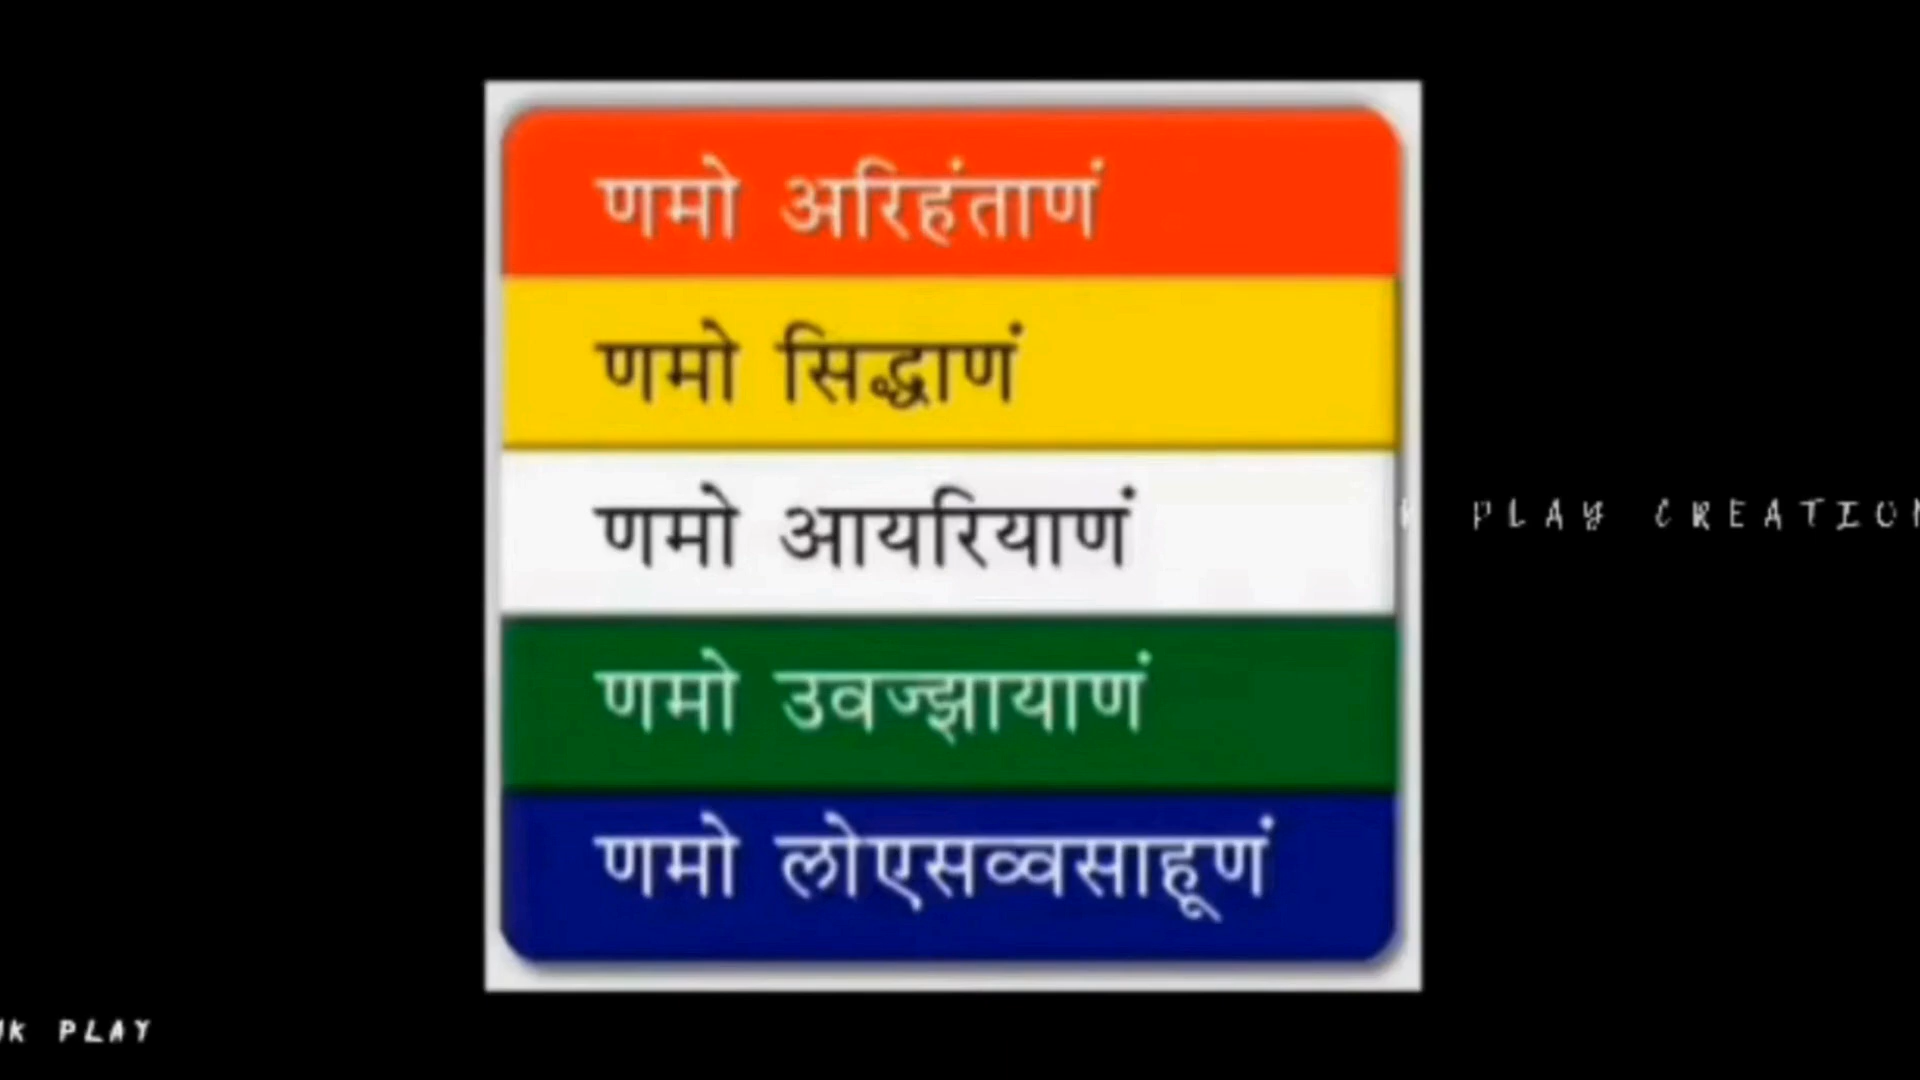 णमो अरिहंताणं
णमो सिद्धाणं
णमो आयरियाणं
PLAY CREATION
णमो उवज्झायाणं
णमो लोएसव्वसाहूणं
PLAY